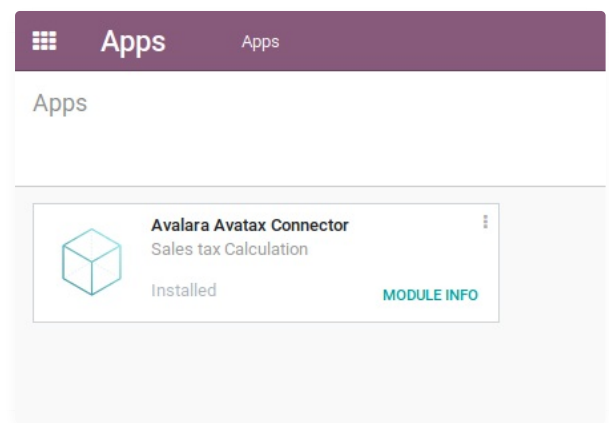 Apps Apps
Apps
Avalara Avatax Connector
Sales tax Calculation
Installed
MODULE INFO